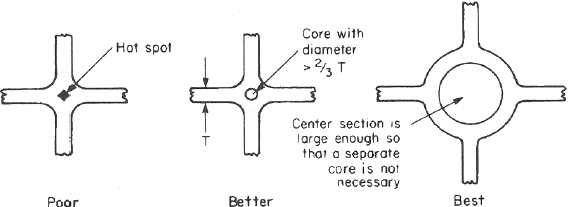 Hot spot
Core with
diameter
> 2/3 T
T
Center section is
large enough so
that a separate
core is not
necessary
Poor
Better
Best